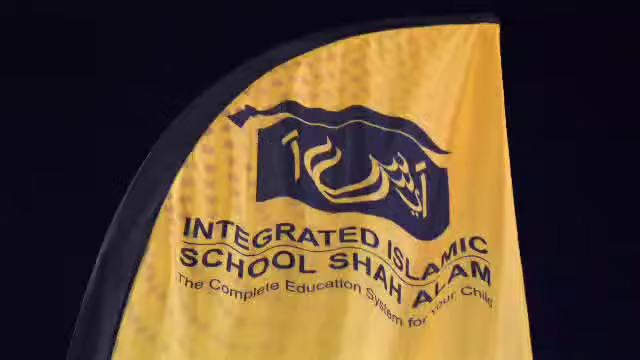 INTEGRATED ISLAMIC
SCHOOL SHAH ALAM
The Complete Education System for Your Child